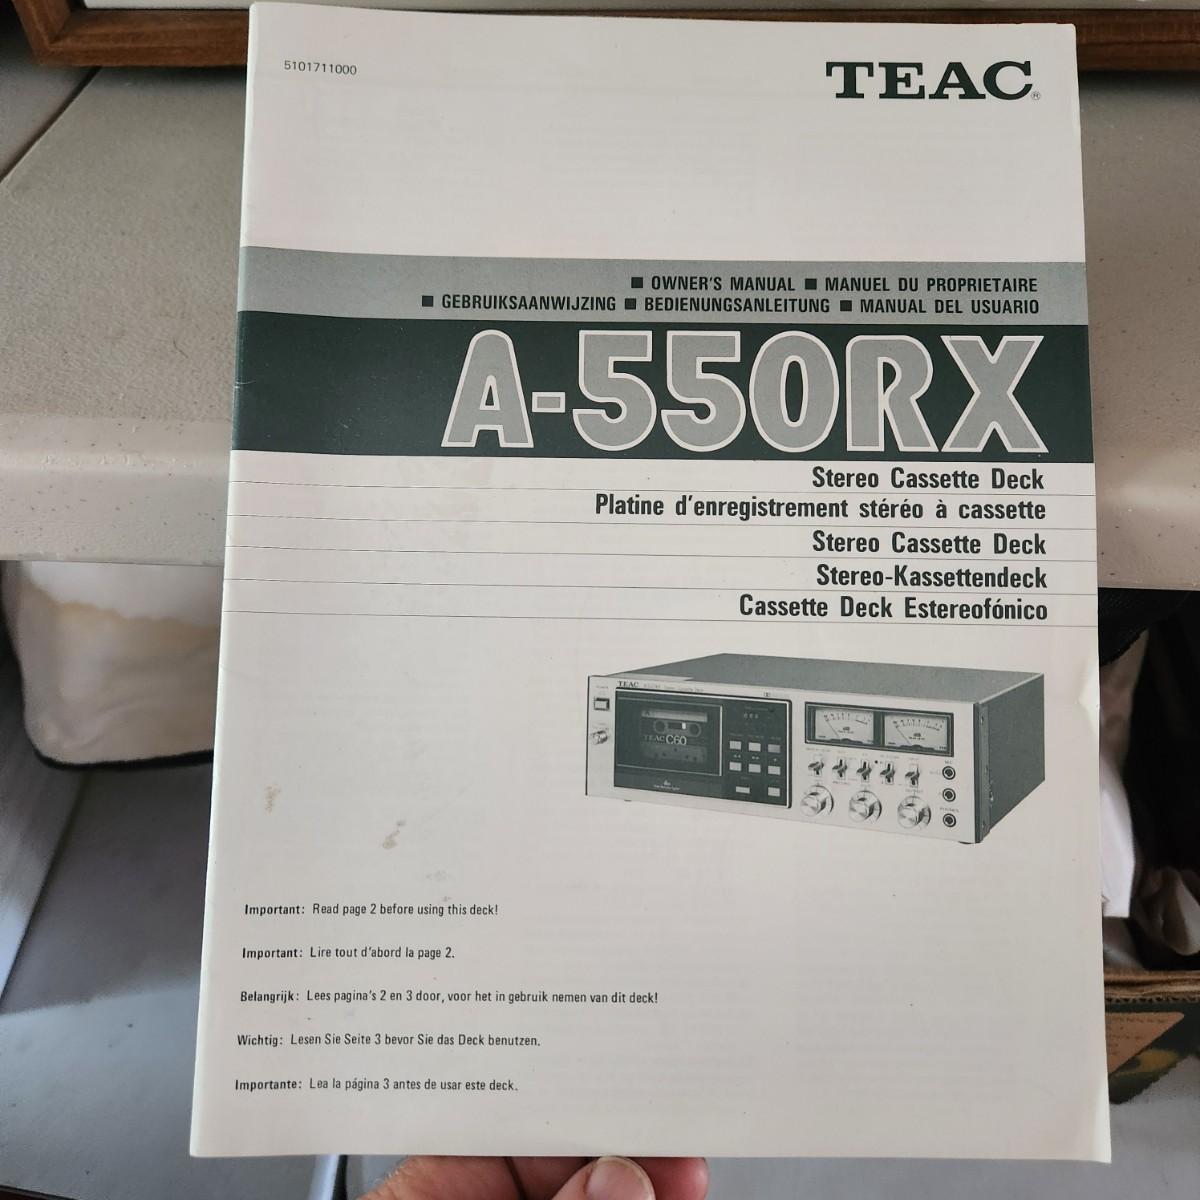 5101711000
TEAC®
■ OWNER'S MANUAL ■ MANUEL DU PROPRIETAIRE
■ GEBRUIKSAANWIJZING ■ BEDIENUNGSANLEITUNG ■ MANUAL DEL USUARIO
A-550RX
Stereo Cassette Deck
Platine d'enregistrement stéréo à cassette
Stereo Cassette Deck
Stereo-Kassettendeck
Cassette Deck Estereofónico
TEAC
TEAC C60
Important: Read page 2 before using this deck!
Important: Lire tout d'abord la page 2.
Belangrijk: Lees pagina's 2 en 3 door, voor het in gebruik nemen van dit deck!
Wichtig: Lesen Sie Seite 3 bevor Sie das Deck benutzen.
Importante: Lea la página 3 antes de usar este deck.